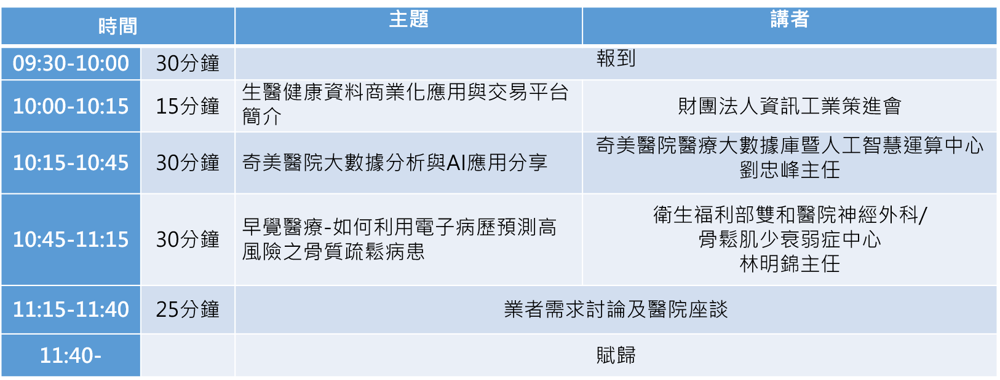 時間 主題 講者
09:30-10:00 30分鐘 報到
10:00-10:15 15分鐘 生醫健康資料商業化應用與交易平台
簡介 財團法人資訊工業策進會
10:15-10:45 30分鐘 奇美醫院大數據分析與AI應用分享 奇美醫院醫療大數據庫暨人工智慧運算中心
劉忠峰主任
10:45-11:15 30分鐘 早覺醫療-如何利用電子病歷預測高
風險之骨質疏鬆病患 衛生福利部雙和醫院神經外科/
骨鬆肌少衰弱症中心
林明錦主任
11:15-11:40 25分鐘 業者需求討論及醫院座談
11:40- 賦歸